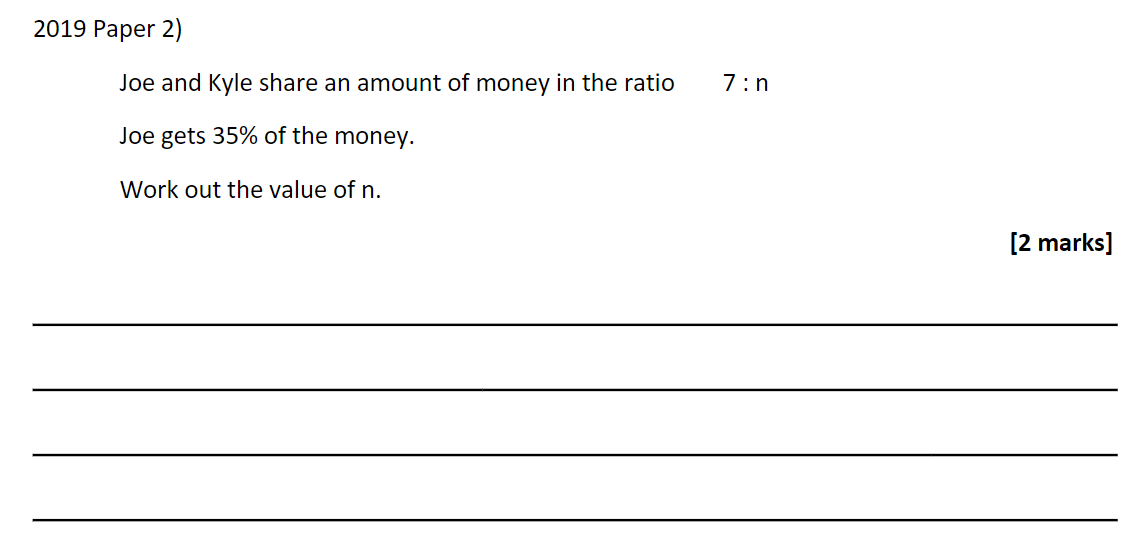 2019 Paper 2)
Joe and Kyle share an amount of money in the ratio 7 : n
Joe gets 35% of the money.
Work out the value of n.
[2 marks]